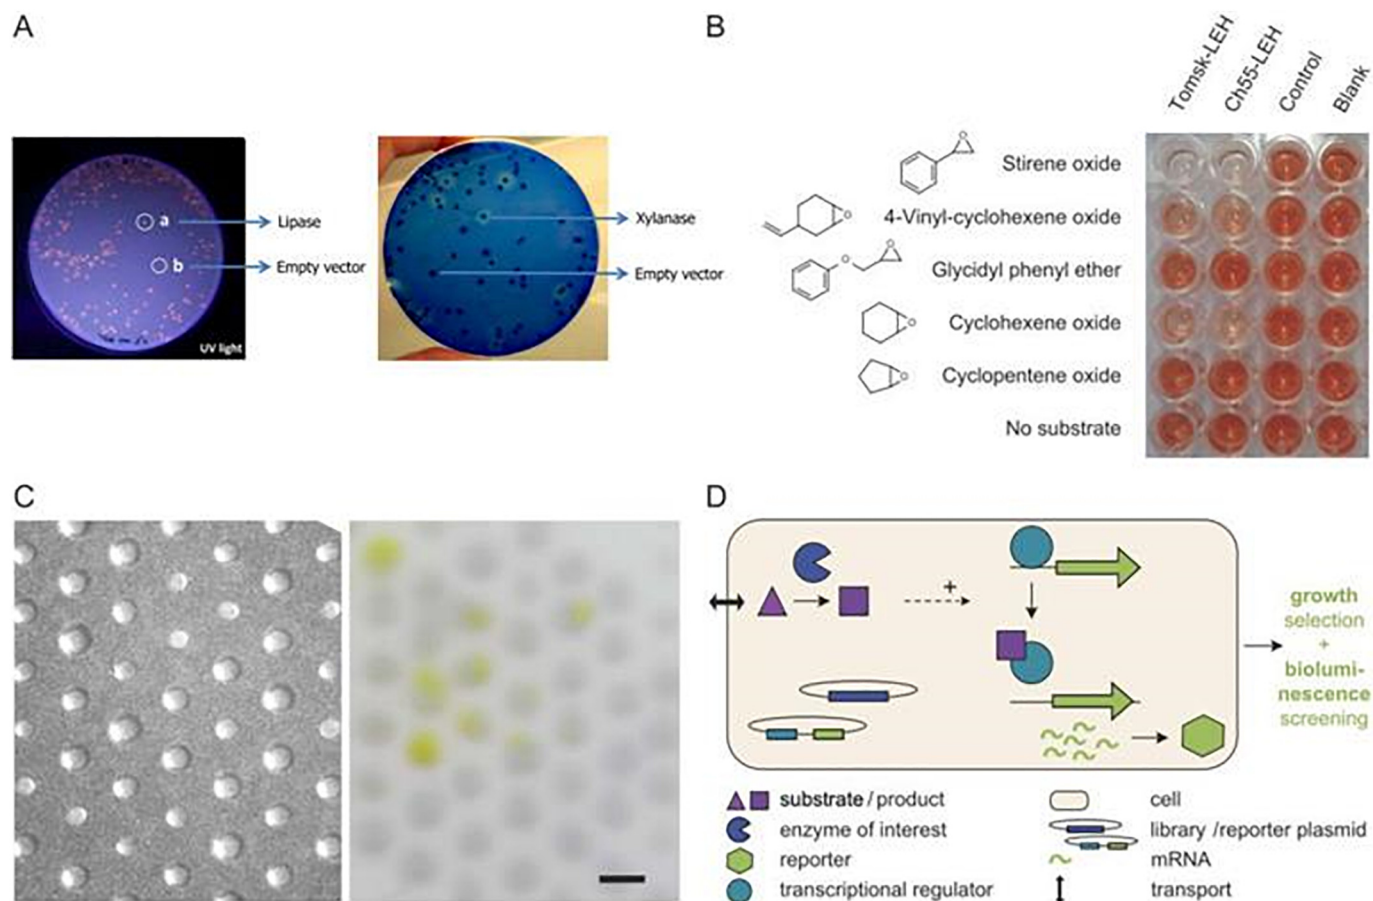 A
a
Lipase
b
Empty vector
UV light
Xylanase
Empty vector
B
Tomsk-LEH
Ch55-LEH
Control
Blank
Stirene oxide
4-Vinyl-cyclohexene oxide
Glycidyl phenyl ether
Cyclohexene oxide
Cyclopentene oxide
No substrate
O
O
O
O
O
O
C
D
+
growth
selection
+
biolumi-
nescence
screening
substrate / product
enzyme of interest
reporter
transcriptional regulator
cell
library /reporter plasmid
mRNA
transport